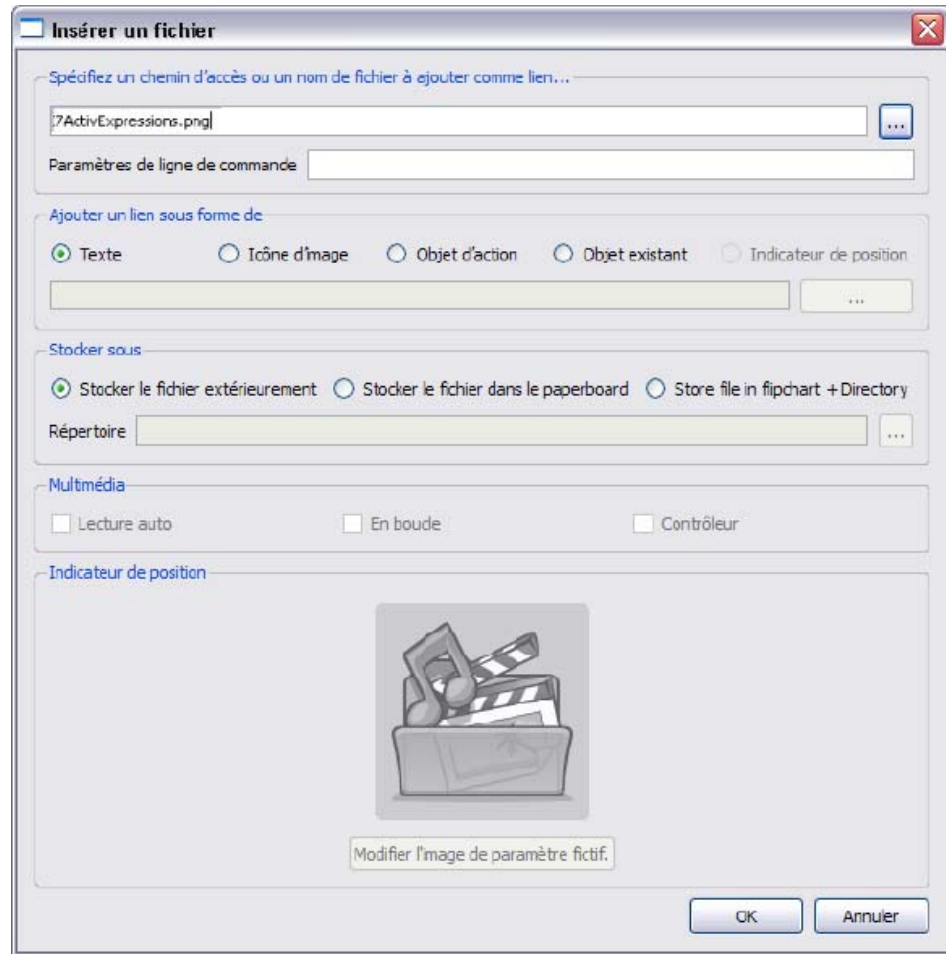 Insérer un fichier
Spécifiez un chemin d'accès ou un nom de fichier à ajouter comme lien...
:7ActivExpressions.png
...
Paramètres de ligne de commande
Ajouter un lien sous forme de
Texte Icône d'image Objet d'action Objet existant Indicateur de position
...
Stocker sous
Stocker le fichier extérieurement Stocker le fichier dans le paperboard Store file in flipchart +Directory
Répertoire ...
Multimédia
Lecture auto En boucle Contrôleur
Indicateur de position
Modifier l'image de paramètre fictif.
OK Annuler